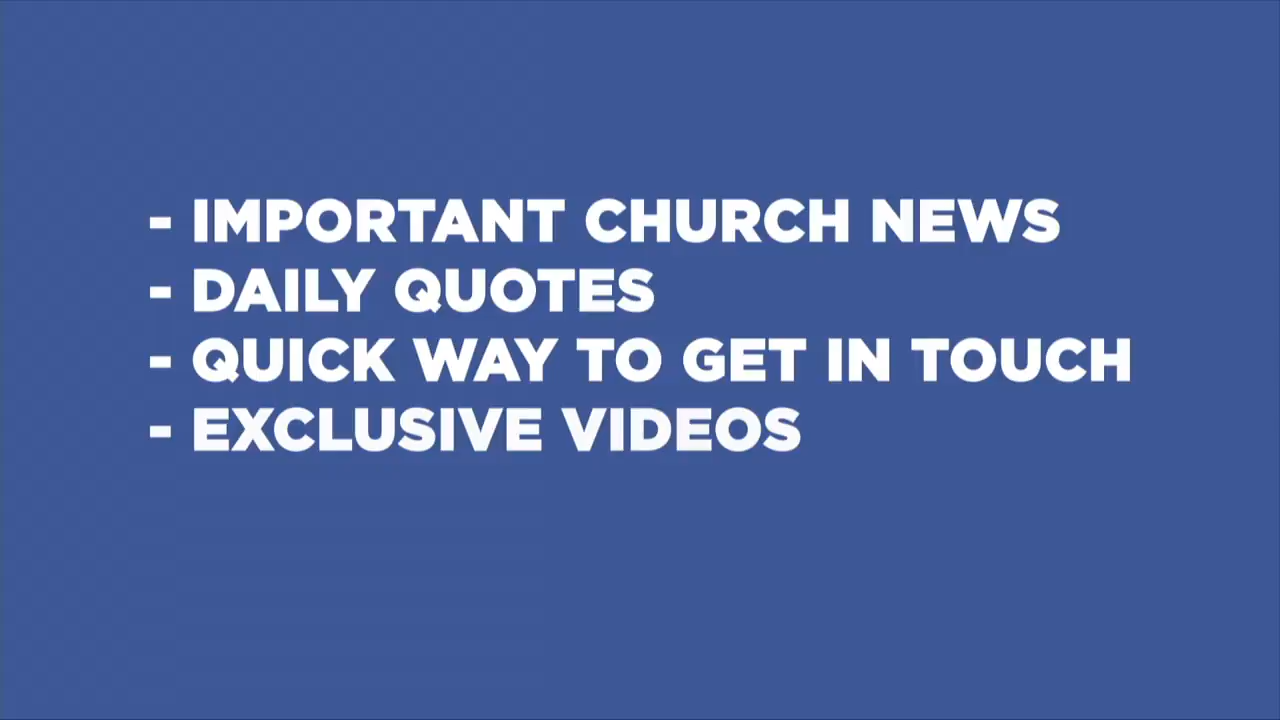 - IMPORTANT CHURCH NEWS
- DAILY QUOTES
- QUICK WAY TO GET IN TOUCH
- EXCLUSIVE VIDEOS